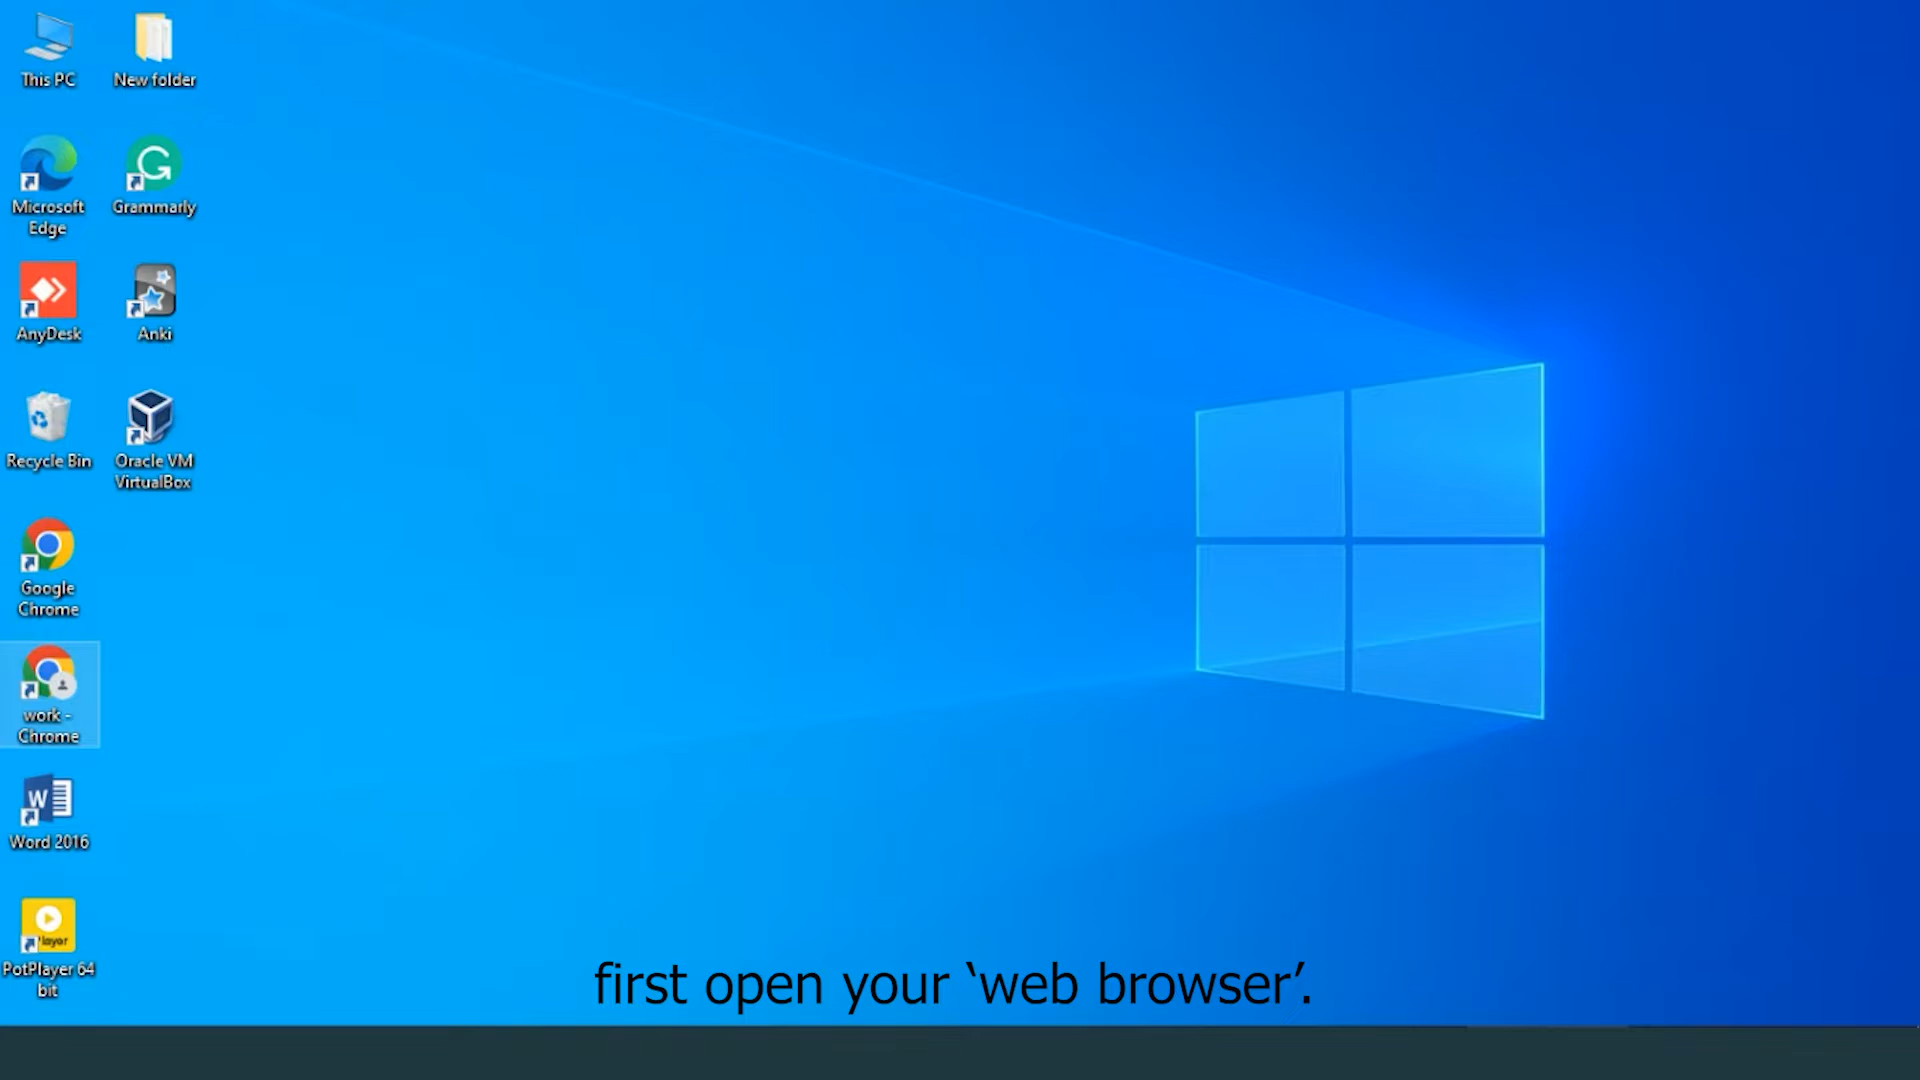 This PC
New folder
Microsoft
Edge
Grammarly
AnyDesk
Anki
Recycle Bin
Oracle VM
VirtualBox
Google
Chrome
work -
Chrome
W
Word 2016
Player
PotPlayer 64
bit
first open your ‘web browser’.